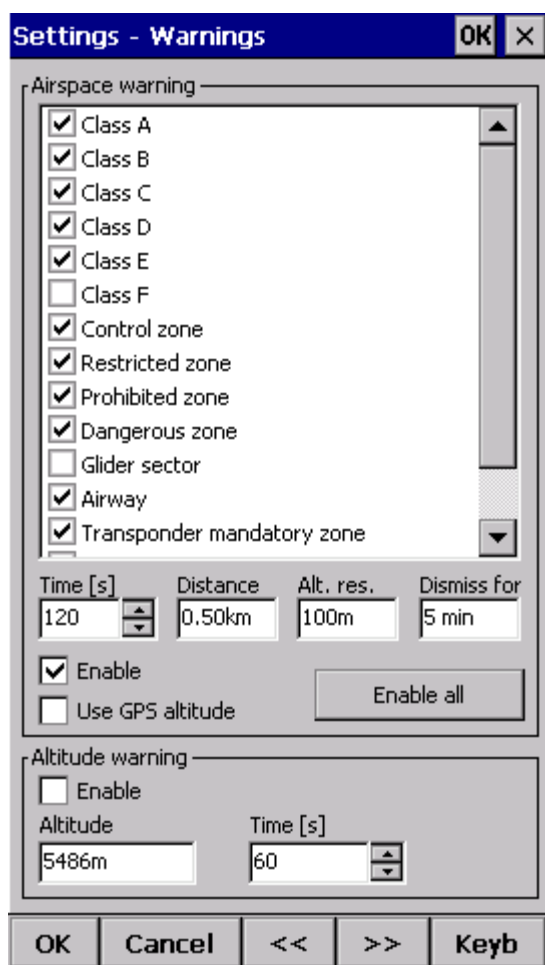 Settings - Warnings OK
Airspace warning
Class A
Class B
Class C
Class D
Class E
Class F
Control zone
Restricted zone
Prohibited zone
Dangerous zone
Glider sector
Airway
Transponder mandatory zone
Time [s] Distance Alt. res. Dismiss for
120 0.50km 100m 5 min
Enable
Use GPS altitude
Enable all
Altitude warning
Enable
Altitude Time [s]
5486m 60
OK Cancel << >> Keyb